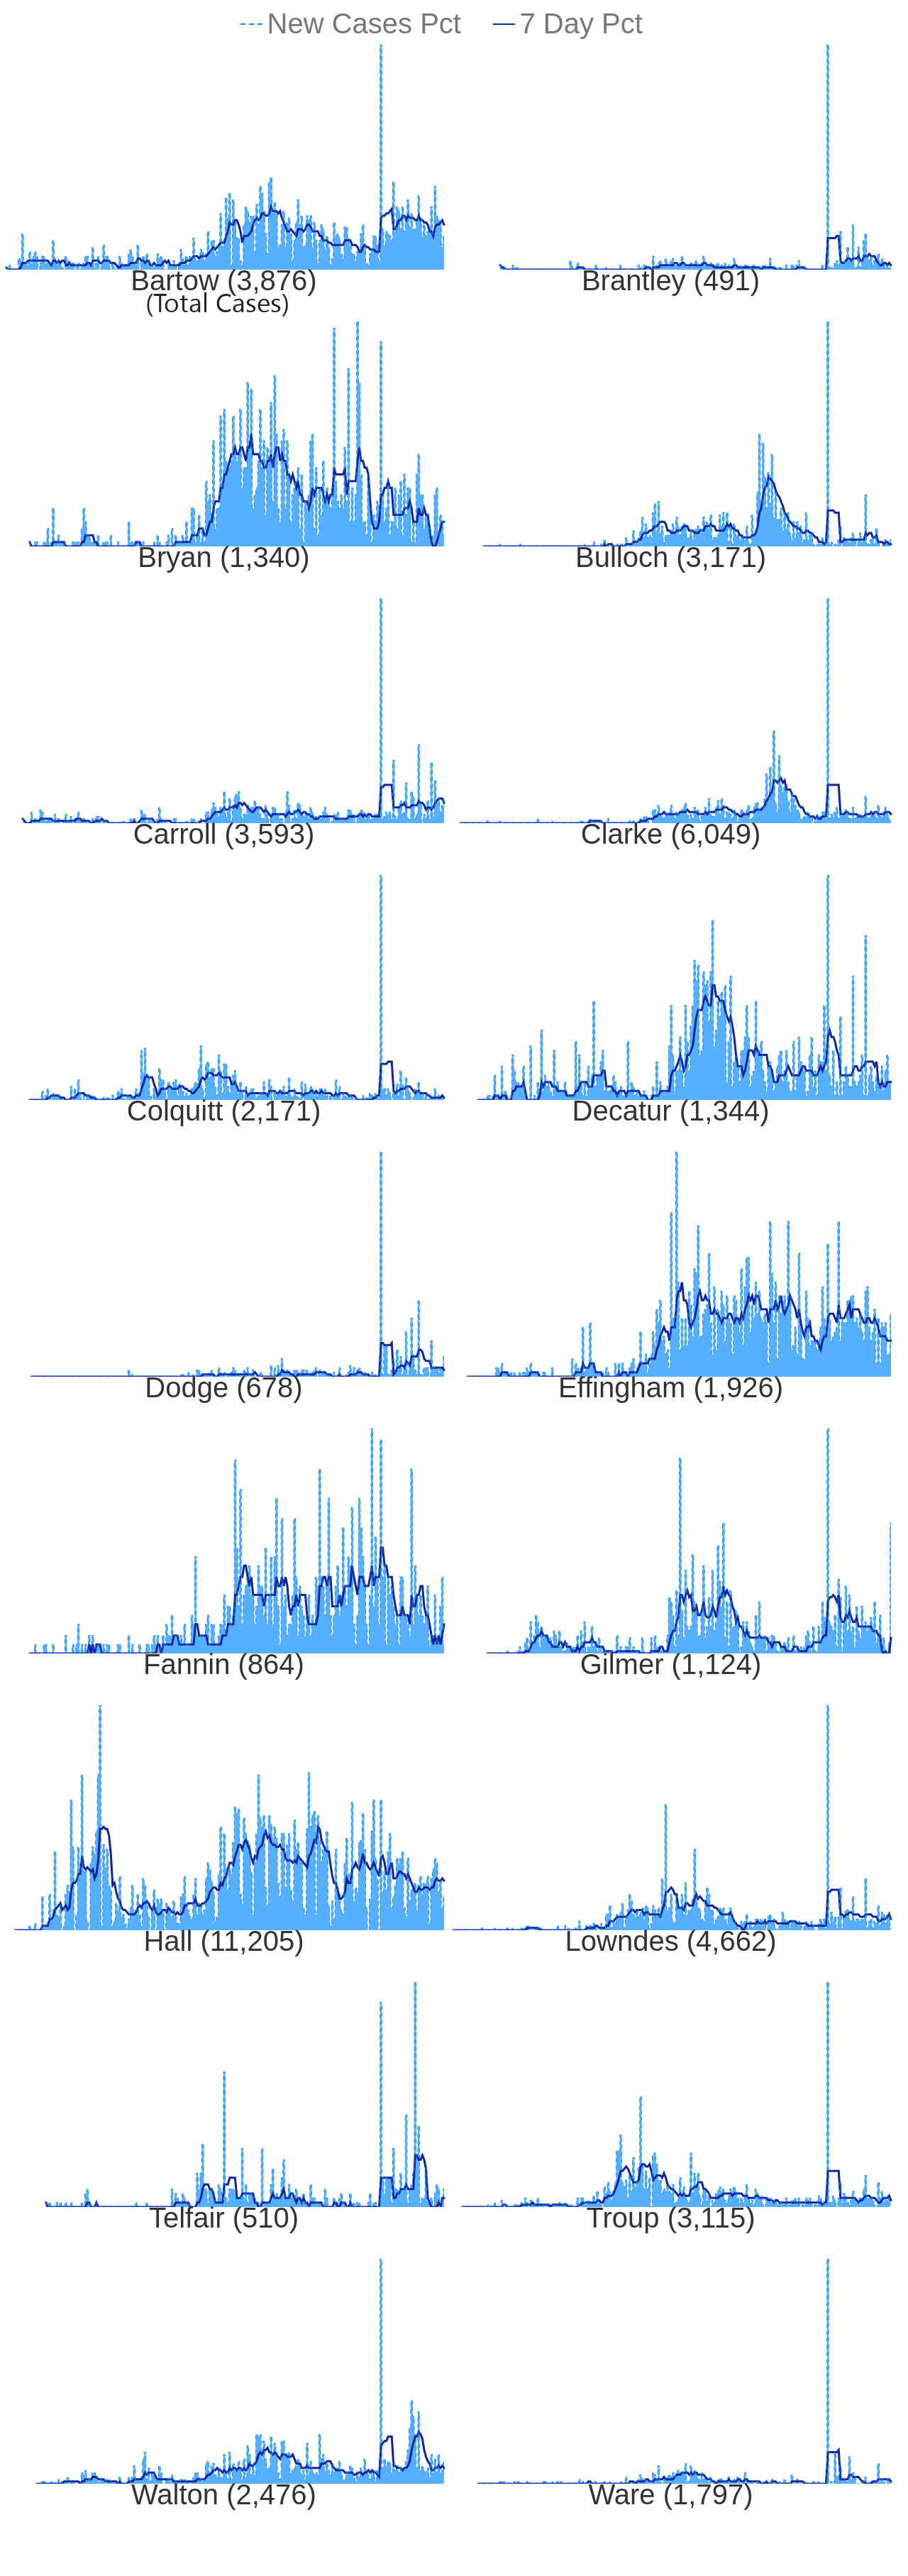 New Cases Pct 7 Day Pct
Bartow (3,876) Brantley (491)
(Total Cases)
Bryan (1,340) Bulloch (3,171)
Carroll (3,593) Clarke (6,049)
Colquitt (2,171) Decatur (1,344)
Dodge (678) Effingham (1,926)
Fannin (864) Gilmer (1,124)
Hall (11,205) Lowndes (4,662)
Telfair (510) Troup (3,115)
Walton (2,476) Ware (1,797)